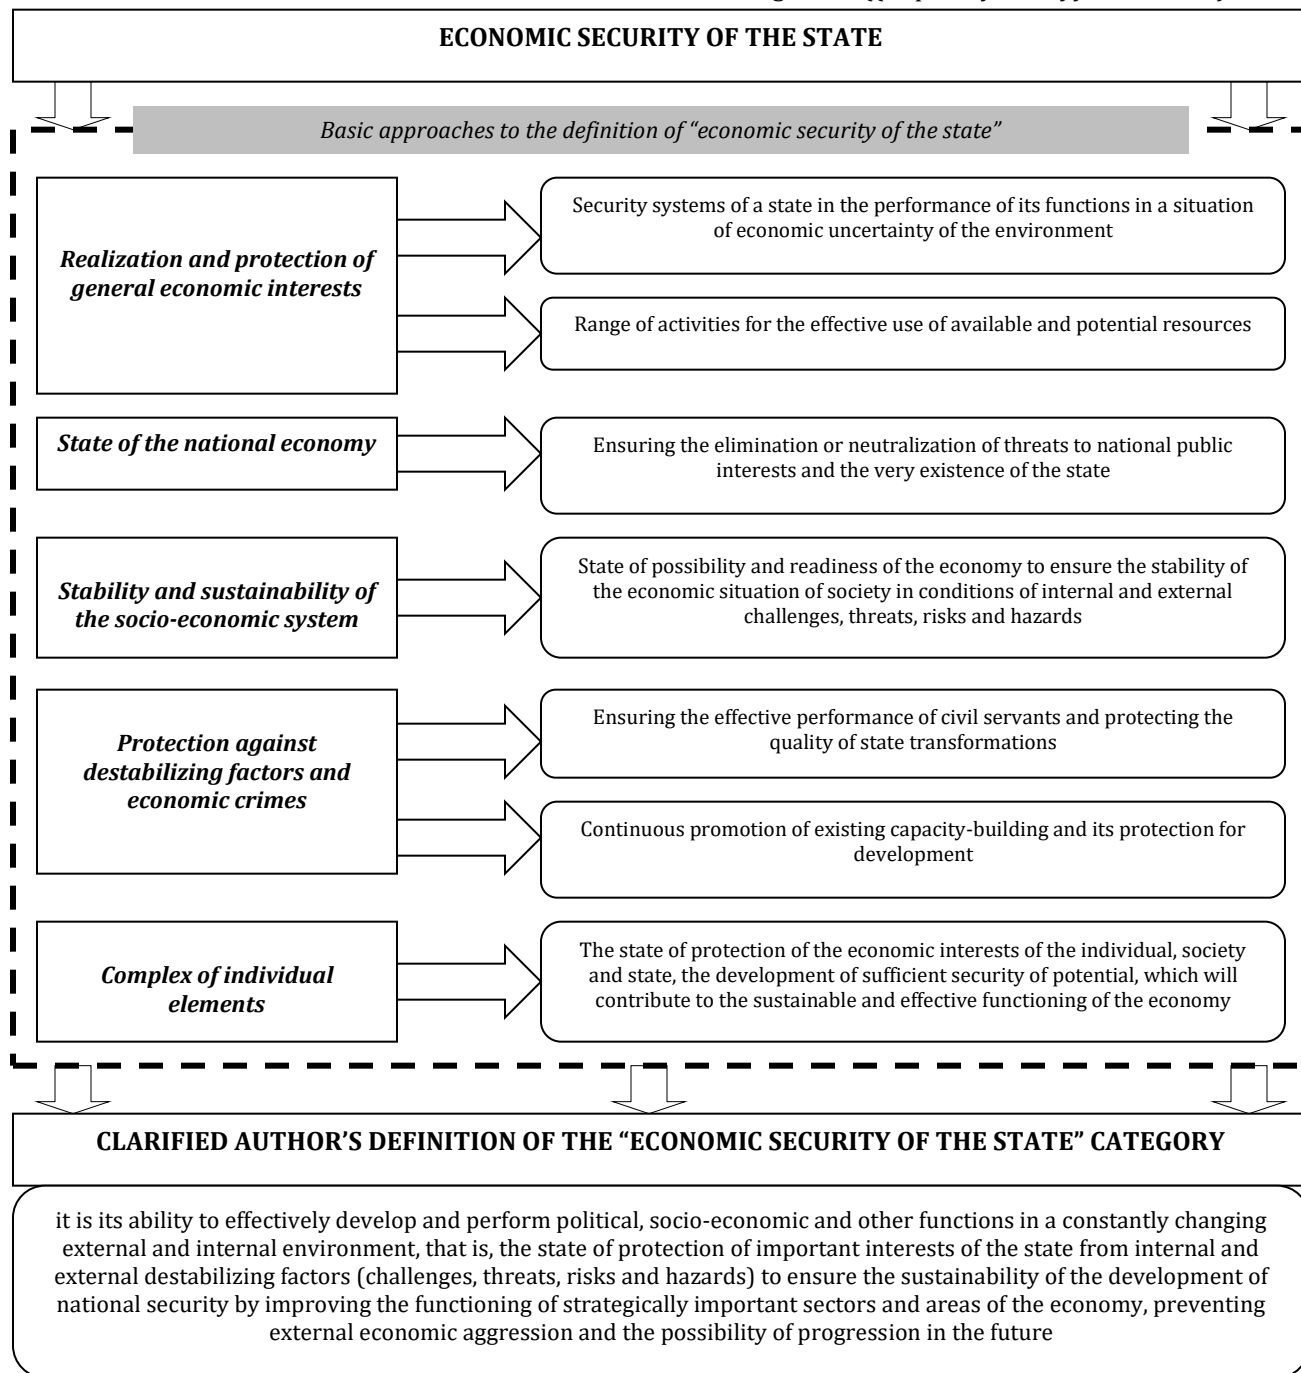 ECONOMIC SECURITY OF THE STATE
Basic approaches to the definition of “economic security of the state”
Realization and protection of
general economic interests
Security systems of a state in the performance of its functions in a situation
of economic uncertainty of the environment
Range of activities for the effective use of available and potential resources
State of the national economy
Ensuring the elimination or neutralization of threats to national public
interests and the very existence of the state
Stability and sustainability of
the socio-economic system
State of possibility and readiness of the economy to ensure the stability of
the economic situation of society in conditions of internal and external
challenges, threats, risks and hazards
Protection against
destabilizing factors and
economic crimes
Ensuring the effective performance of civil servants and protecting the
quality of state transformations
Continuous promotion of existing capacity-building and its protection for
development
Complex of individual
elements
The state of protection of the economic interests of the individual, society
and state, the development of sufficient security of potential, which will
contribute to the sustainable and effective functioning of the economy
CLARIFIED AUTHOR’S DEFINITION OF THE “ECONOMIC SECURITY OF THE STATE” CATEGORY
it is its ability to effectively develop and perform political, socio-economic and other functions in a constantly changing
external and internal environment, that is, the state of protection of important interests of the state from internal and
external destabilizing factors (challenges, threats, risks and hazards) to ensure the sustainability of the development of
national security by improving the functioning of strategically important sectors and areas of the economy, preventing
external economic aggression and the possibility of progression in the future